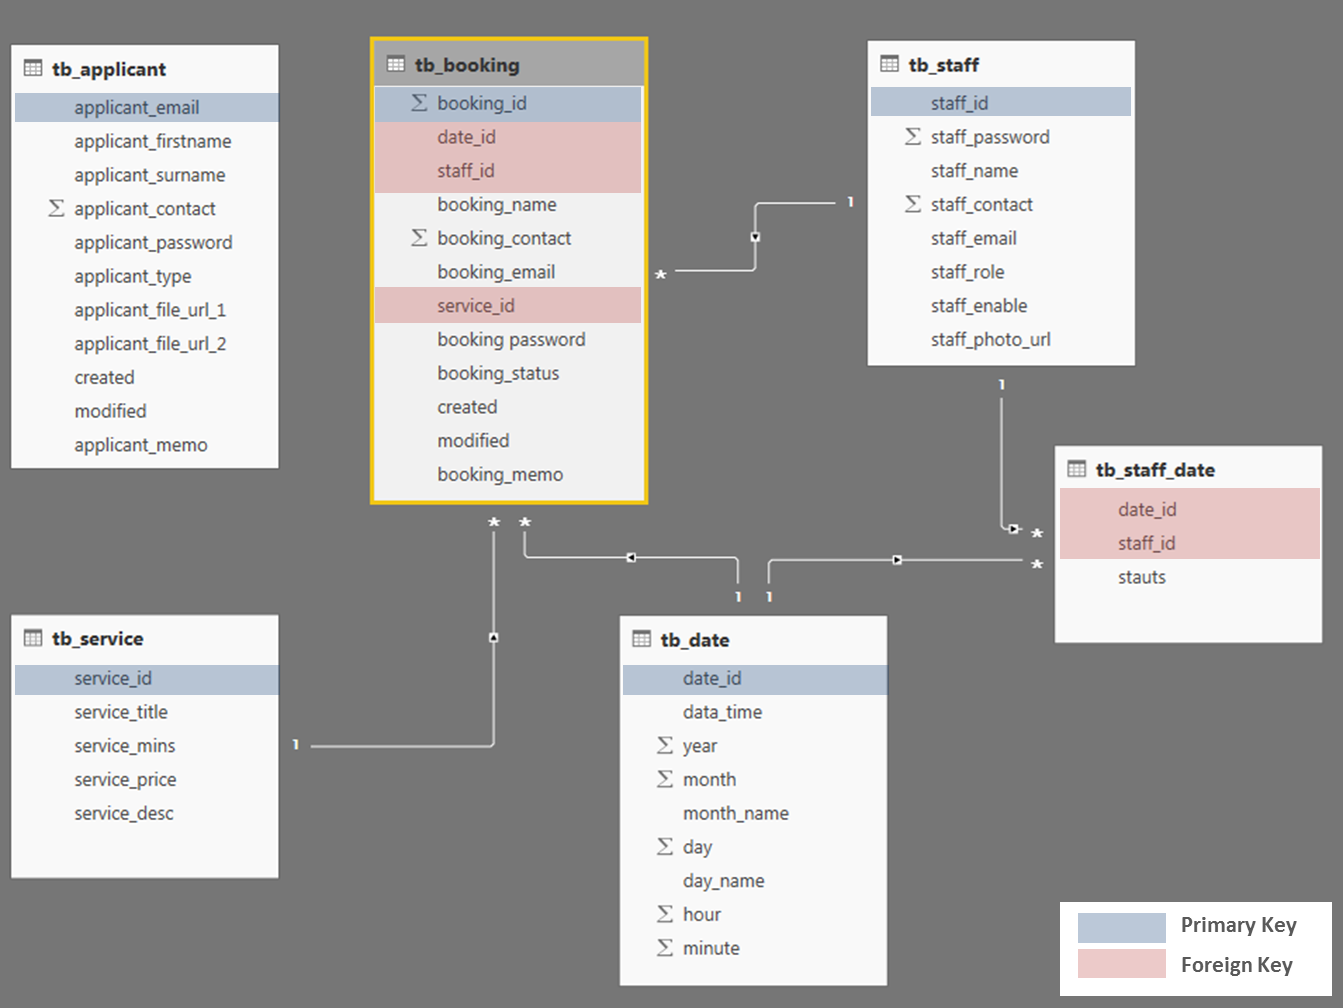 tb_applicant
applicant_email
applicant_firstname
applicant_surname
Σ applicant_contact
applicant_password
applicant_type
applicant_file_url_1
applicant_file_url_2
created
modified
applicant_memo
tb_booking
Σ booking_id
date_id
staff_id
booking_name
Σ booking_contact
booking_email
service_id
booking password
booking_status
created
modified
booking_memo
tb_staff
staff_id
Σ staff_password
staff_name
Σ staff_contact
staff_email
staff_role
staff_enable
staff_photo_url
1
*
1
tb_staff_date
date_id
staff_id
stauts
*
*
* *
1 1
tb_service
service_id
service_title
service_mins
service_price
service_desc
1
tb_date
date_id
data_time
Σ year
Σ month
month_name
Σ day
day_name
Σ hour
Σ minute
Primary Key
Foreign Key